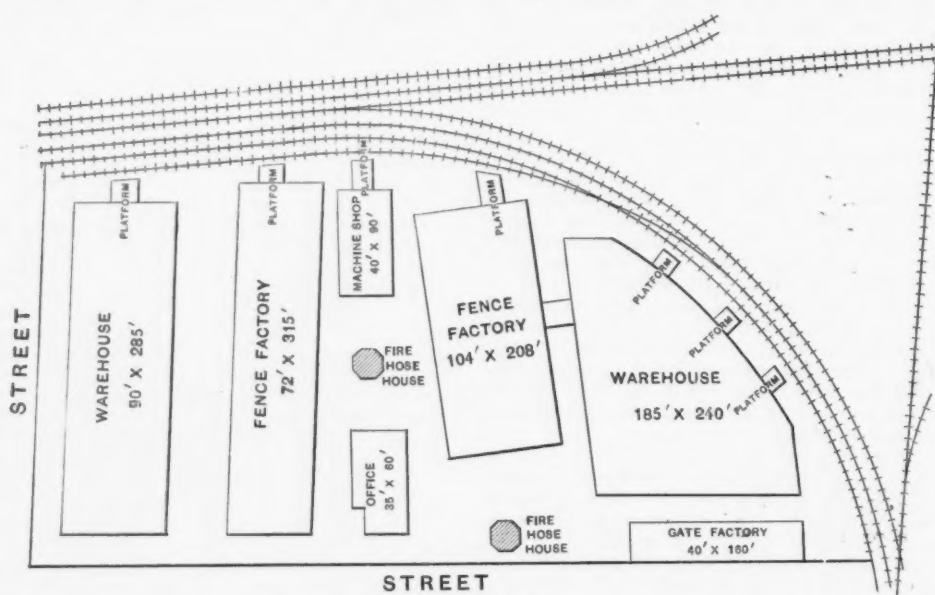 STREET
PLATFORM
WAREHOUSE
90' X 285'
PLATFORM
FENCE FACTORY
72' X 315'
PLATFORM
MACHINE SHOP
40' X 90'
PLATFORM
FENCE
FACTORY
104' X 208'
FIRE
HOSE
HOUSE
OFFICE
35' X 60'
FIRE
HOSE
HOUSE
PLATFORM
PLATFORM
PLATFORM
WAREHOUSE
185' X 240'
GATE FACTORY
40' X 160'
STREET